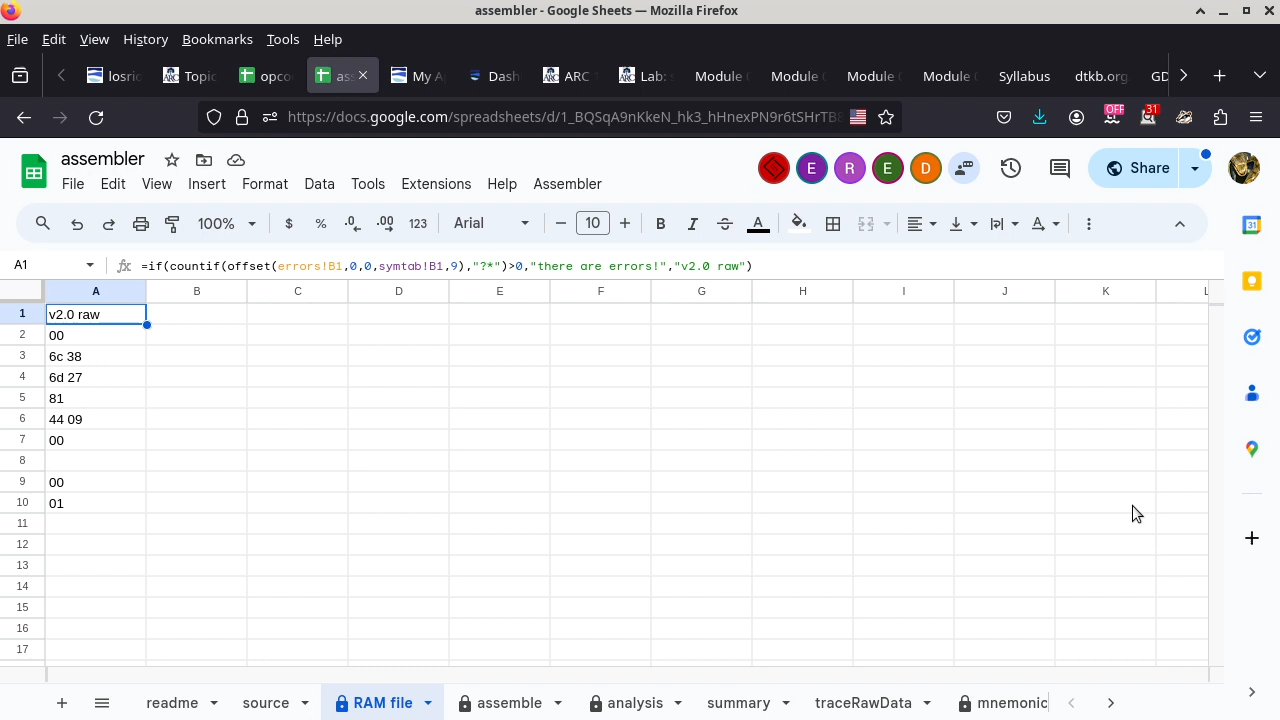 assembler - Google Sheets — Mozilla Firefox
File Edit View History Bookmarks Tools Help
losrio Topic opco ass My A Dash ARC Lab: Module Module Module Module Syllabus dtkb.org GD
https://docs.google.com/spreadsheets/d/1_BQSqA9nKkeN_hk3_hHnexPN9r6tSHrTB OFF 31
assembler
E R E D Share
File Edit View Insert Format Data Tools Extensions Help Assembler
100% $ % .0 .00 123 Arial 10 B I A A
A1 =if(countif(offset(errors!B1,0,0,symtab!B1,9),"?*")>0,"there are errors!","v2.0 raw")
A B C D E F G H I J K L
1 v2.0 raw
2 00
3 6c 38
4 6d 27
5 81
6 44 09
7 00
8
9 00
10 01
11
12
13
14
15
16
17
readme source RAM file assemble analysis summary traceRawData mnemonic
31